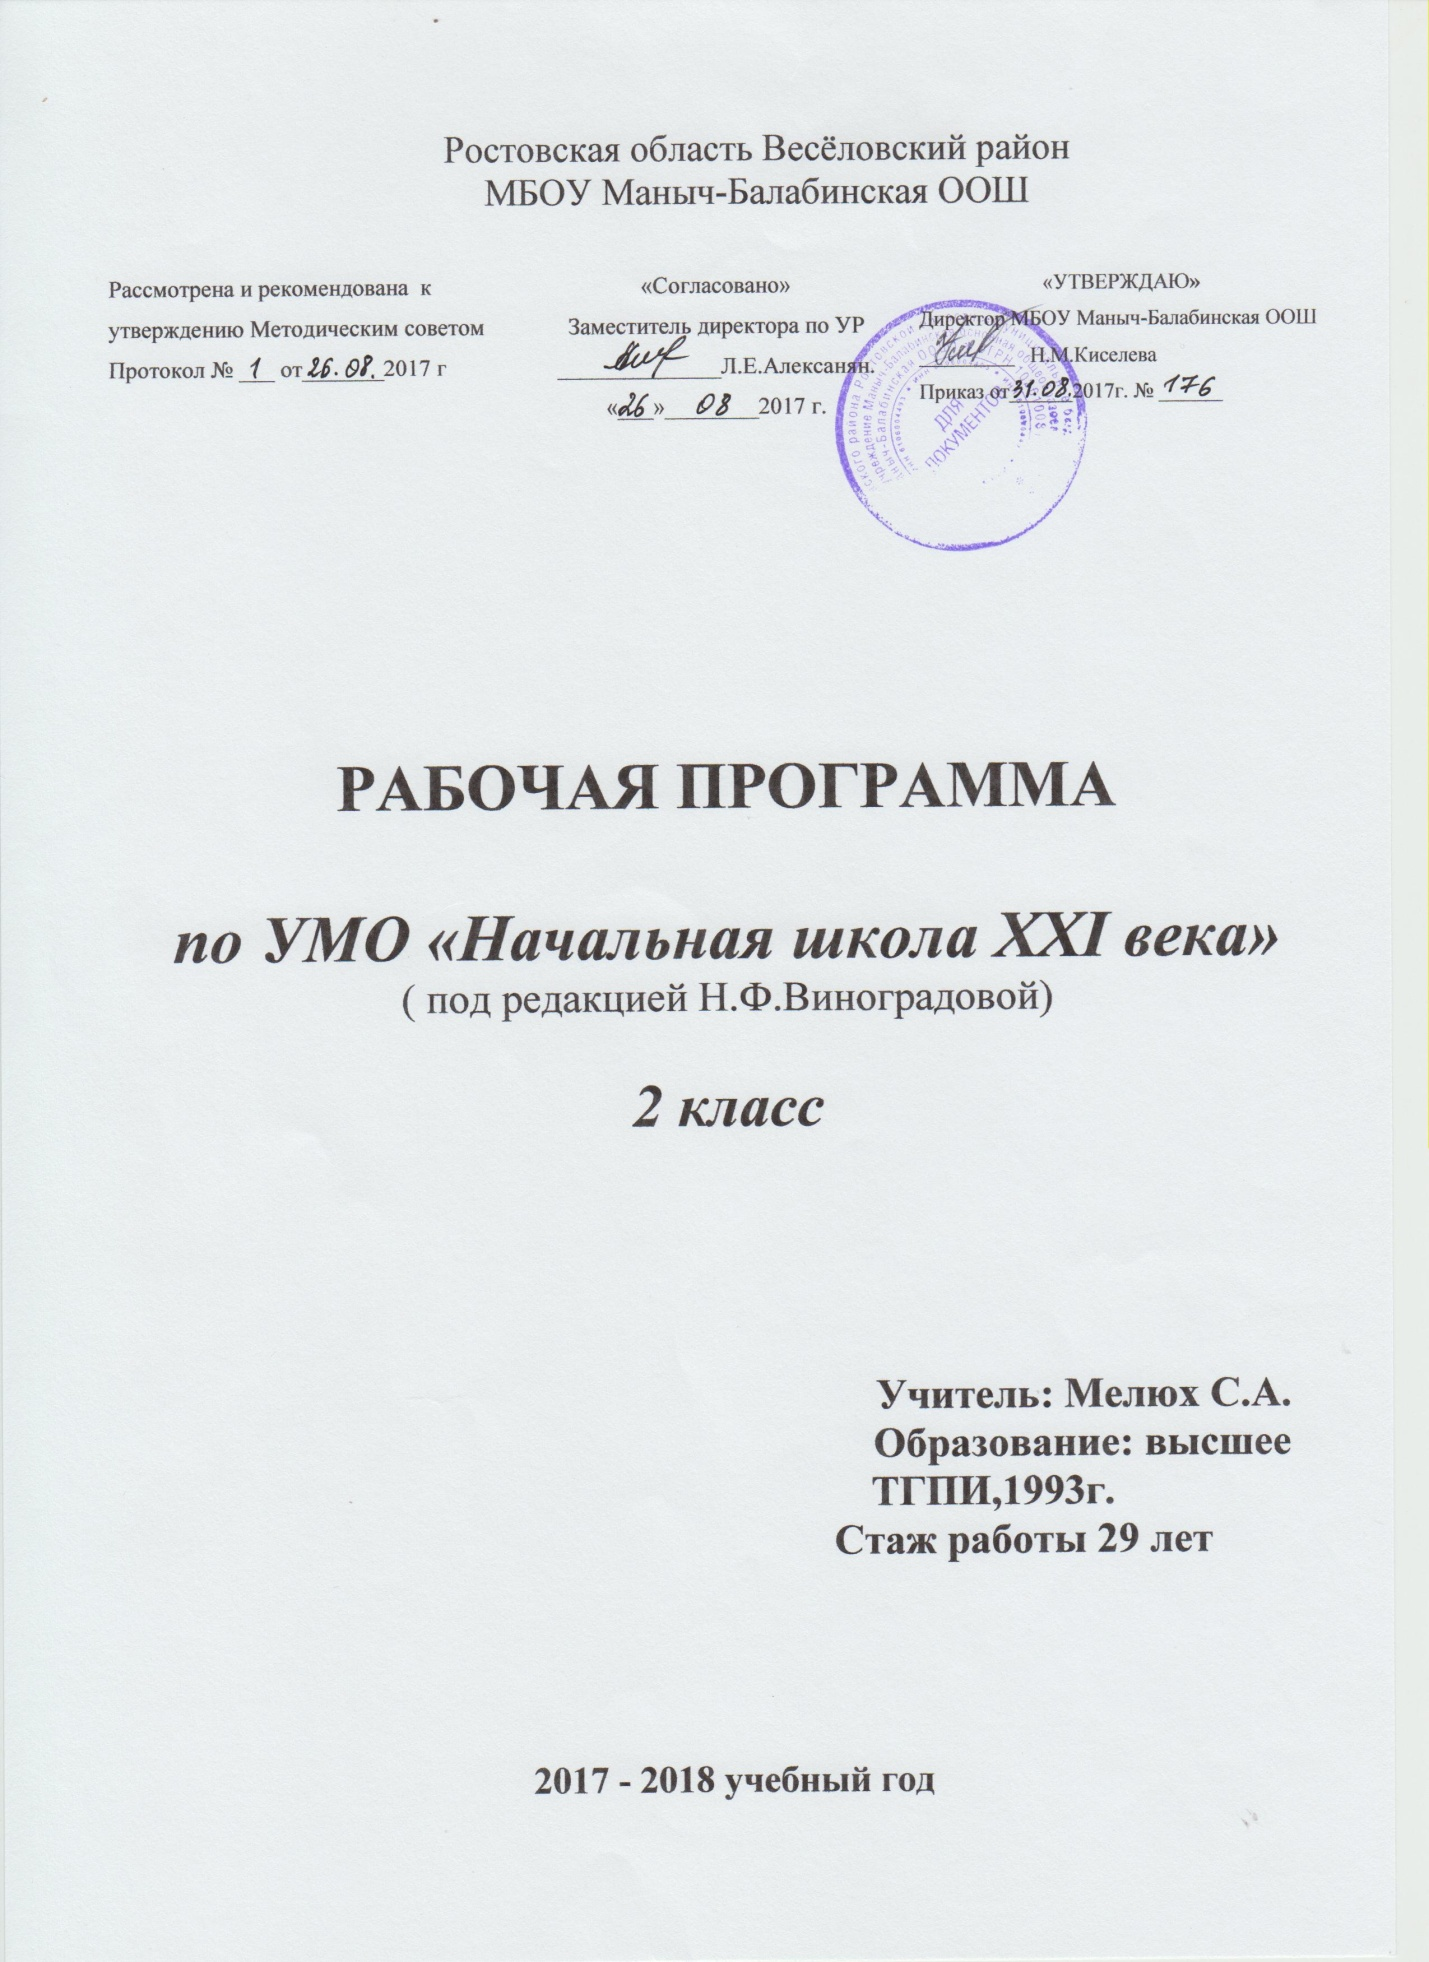 Ростовская область Весёловский район
МБОУ Маныч-Балабинская ООШ
Рассмотрена и рекомендована к
утверждению Методическим советом
Протокол № 1 от 26.08.2017 г
«Согласовано»
Заместитель директора по УР
Л.Е.Алексанян.
«26» 08 2017 г.
«УТВЕРЖДАЮ»
Директор МБОУ Маныч-Балабинская ООШ
Н.М.Киселева
Приказ от 31.08.2017г. № 176
ДЛЯ
ДОКУМЕНТОВ
РАБОЧАЯ ПРОГРАММА
по УМО «Начальная школа XXI века»
( под редакцией Н.Ф.Виноградовой)
2 класс
Учитель: Мелюх С.А.
Образование: высшее
ТГПИ,1993г.
Стаж работы 29 лет
2017 - 2018 учебный год